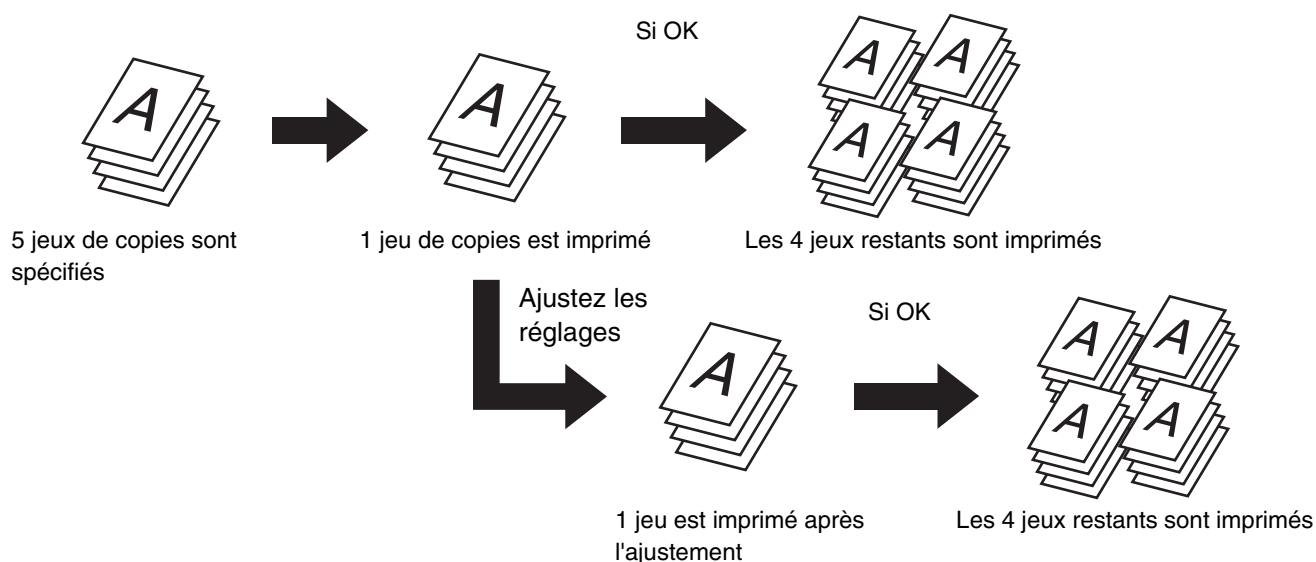 Si OK
A
A
A
A
A
A
5 jeux de copies sont
spécifiés
1 jeu de copies est imprimé
Les 4 jeux restants sont imprimés
Ajustez les
réglages
Si OK
A
A
A
A
A
1 jeu est imprimé après
l'ajustement
Les 4 jeux restants sont imprimés